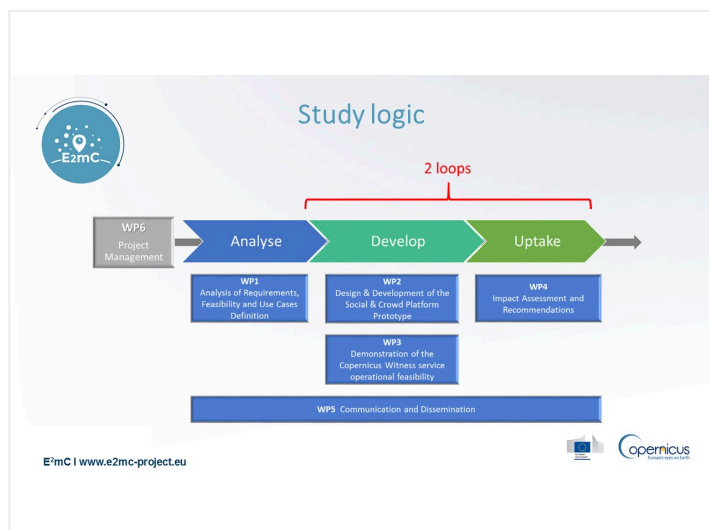 Study logic
E2mC
2 loops
WP6
Project
Management
Analyse
Develop
Uptake
WP1
Analysis of Requirements,
Feasibility and Use Cases
Definition
WP2
Design & Development of the
Social & Crowd Platform
Prototype
WP4
Impact Assessment and
Recommendations
WP3
Demonstration of the
Copernicus Witness service
operational feasibility
WP5 Communication and Dissemination
E²mC I www.e2mc-project.eu
opernicus
Europe's eyes on Earth